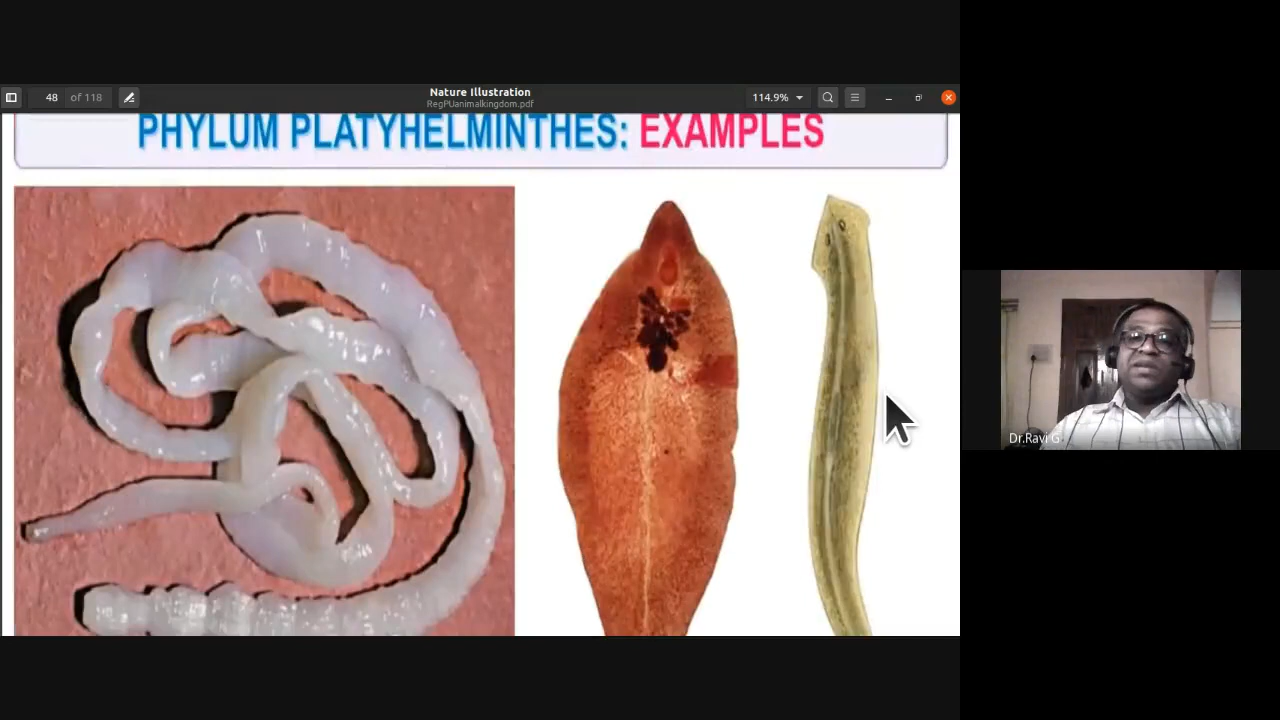 48 of 118
Nature Illustration
RegPUanimalkingdom.pdf
114.9%
PHYLUM PLATYHELMINTHES: EXAMPLES
Dr.Ravi G